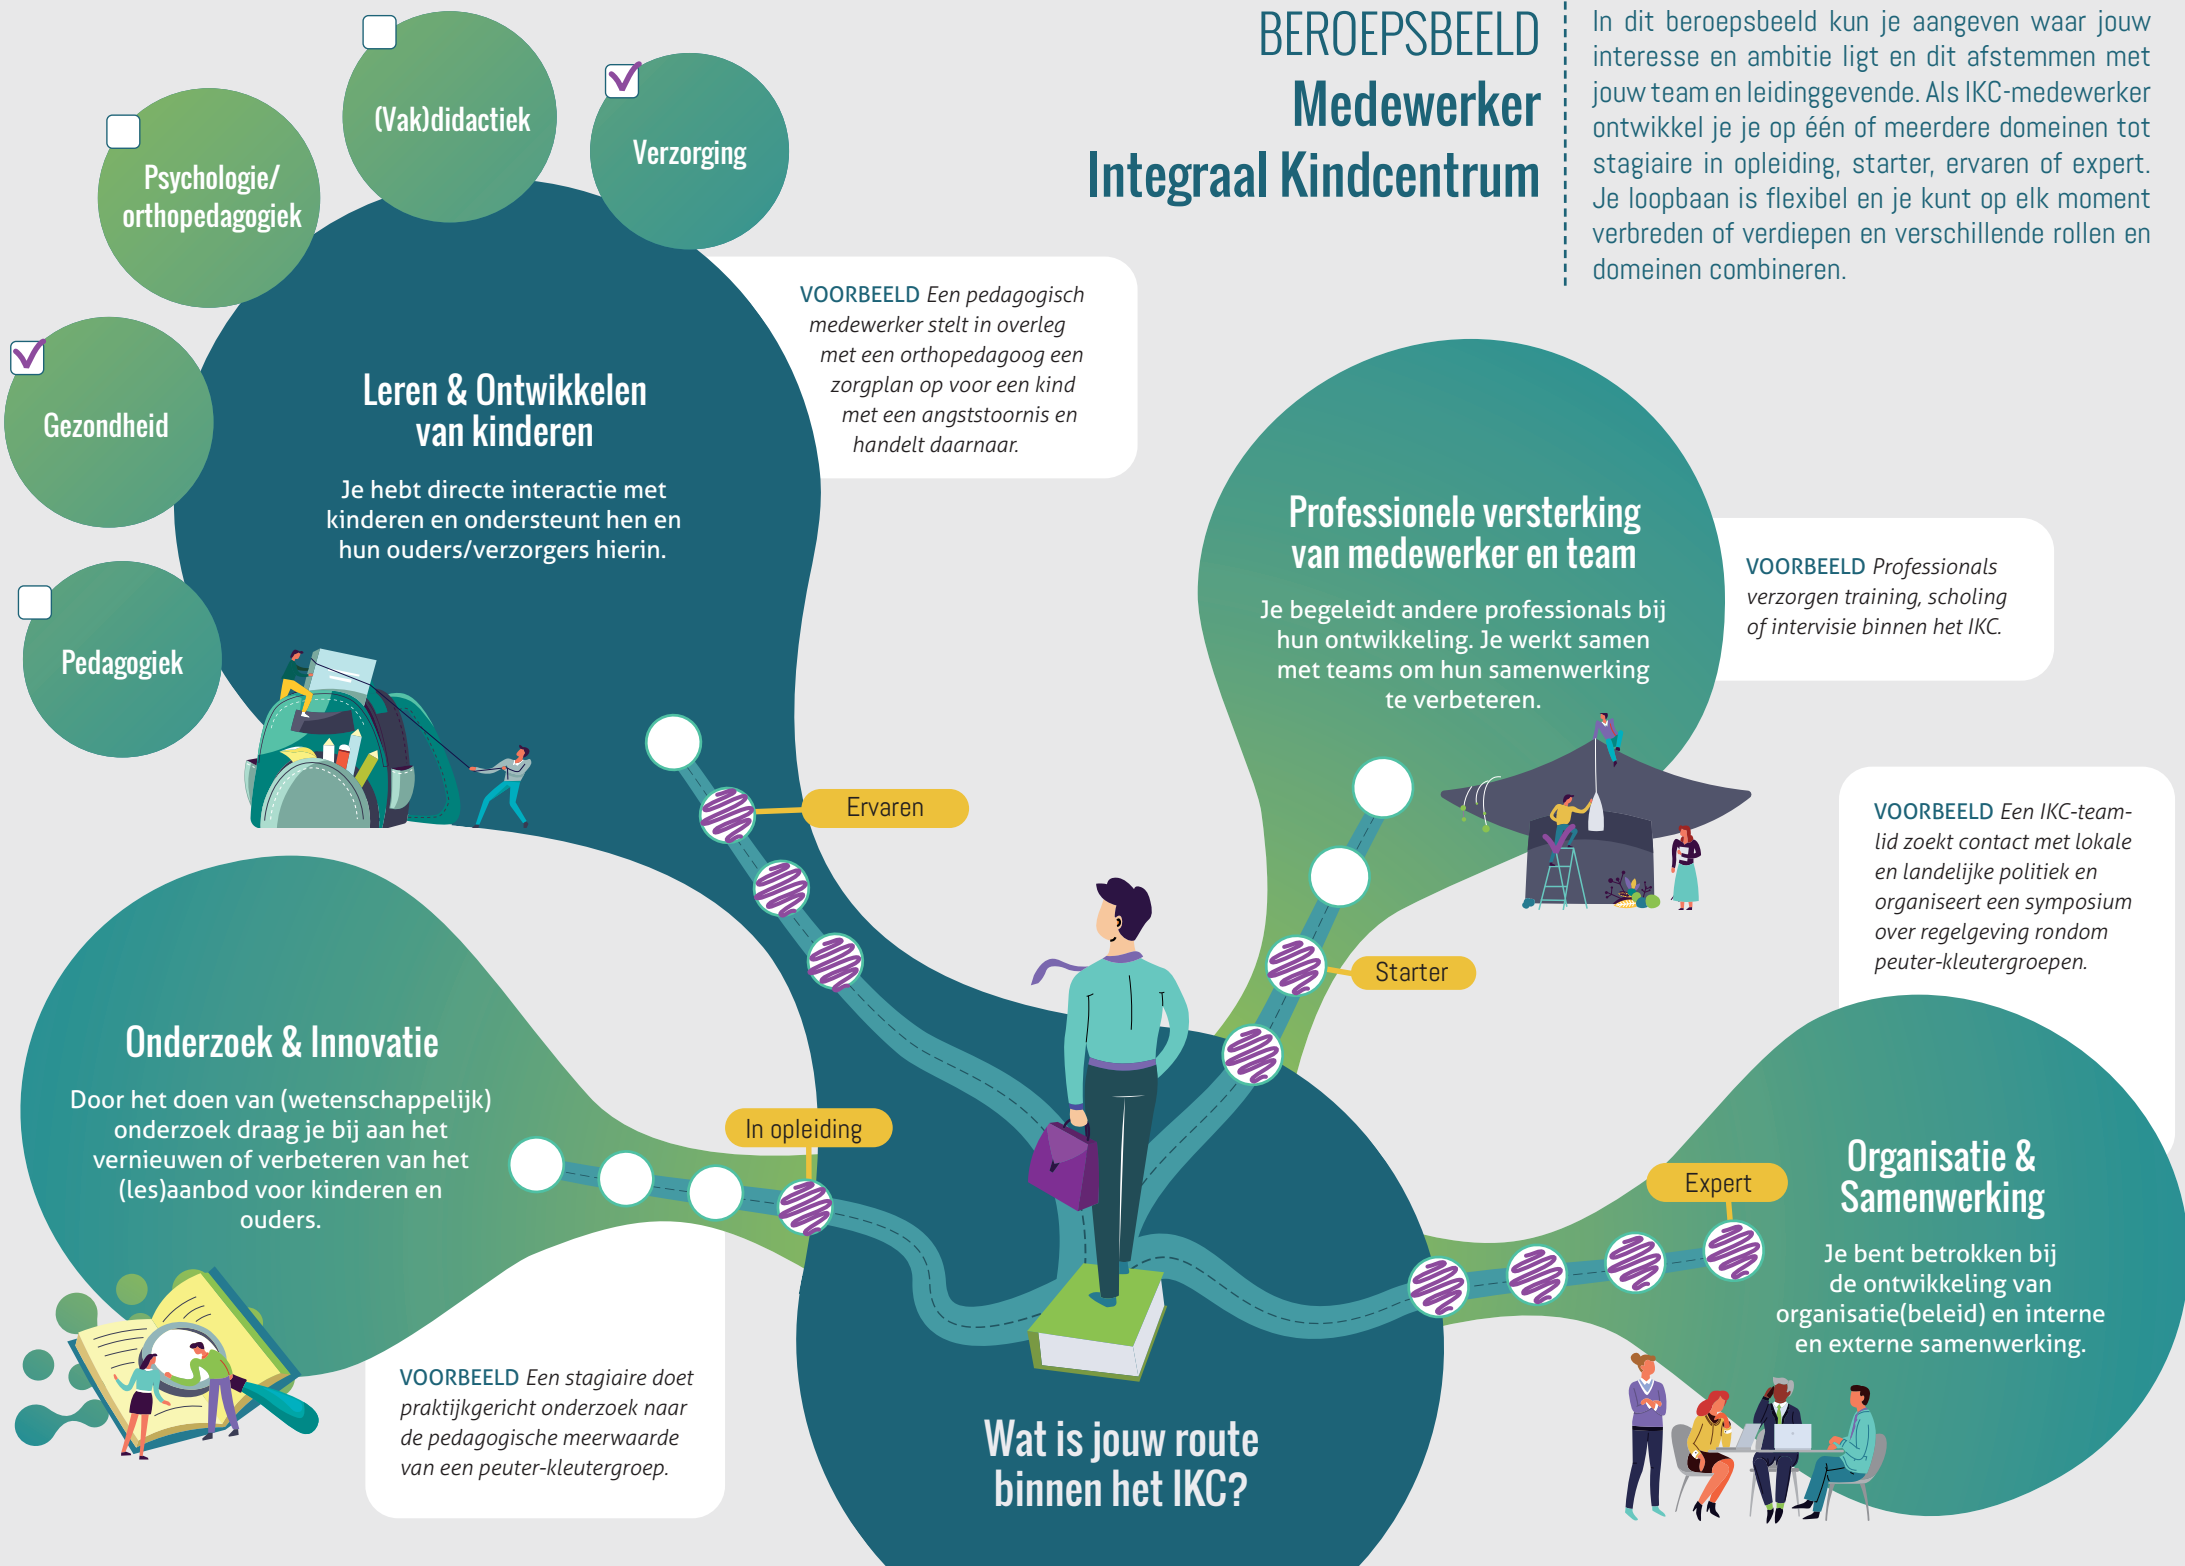 BEROEPSBEELD
Medewerker
Integraal Kindcentrum
In dit beroepsbeeld kun je aangeven waar jouw
interesse en ambitie ligt en dit afstemmen met
jouw team en leidinggevende. Als IKC-medewerker
ontwikkel je je op één of meerdere domeinen tot
stagiaire in opleiding, starter, ervaren of expert.
Je loopbaan is flexibel en je kunt op elk moment
verbreden of verdiepen en verschillende rollen en
domeinen combineren.
(Vak)didactiek
Verzorging
Psychologie/
orthopedagogiek
Gezondheid
Pedagogiek
Leren & Ontwikkelen
van kinderen
Je hebt directe interactie met
kinderen en ondersteunt hen en
hun ouders/verzorgers hierin.
VOORBEELD Een pedagogisch
medewerker stelt in overleg
met een orthopedagoog een
zorgplan op voor een kind
met een angststoornis en
handelt daarnaar.
Professionele versterking
van medewerker en team
Je begeleidt andere professionals bij
hun ontwikkeling. Je werkt samen
met teams om hun samenwerking
te verbeteren.
VOORBEELD Professionals
verzorgen training, scholing
of intervisie binnen het IKC.
Ervaren
Starter
VOORBEELD Een IKC-team-
lid zoekt contact met lokale
en landelijke politiek en
organiseert een symposium
over regelgeving rondom
peuter-kleutergroepen.
Onderzoek & Innovatie
Door het doen van (wetenschappelijk)
onderzoek draag je bij aan het
vernieuwen of verbeteren van het
(les)aanbod voor kinderen en
ouders.
In opleiding
Expert
Organisatie &
Samenwerking
Je bent betrokken bij
de ontwikkeling van
organisatie(beleid) en interne
en externe samenwerking.
VOORBEELD Een stagiaire doet
praktijkgericht onderzoek naar
de pedagogische meerwaarde
van een peuter-kleutergroep.
Wat is jouw route
binnen het IKC?